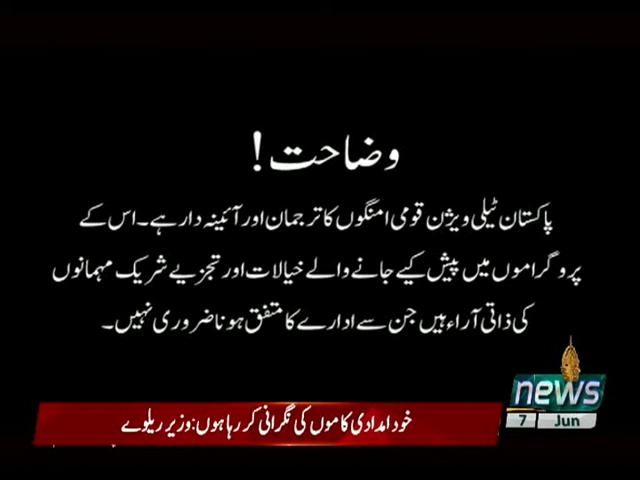 وضاحت!
پاکستان ٹیلی ویژن قومی امنگوں کا ترجمان اور آئینہ دار ہے۔ اس کے
پروگراموں میں پیش کیے جانے والے خیالات اور تجزیے شریک مہمانوں
کی ذاتی آراء ہیں جن سے ادارے کا متفق ہونا ضروری نہیں۔
news
7 Jun
خود امدادی کاموں کی نگرانی کر رہا ہوں: وزیر ریلوے